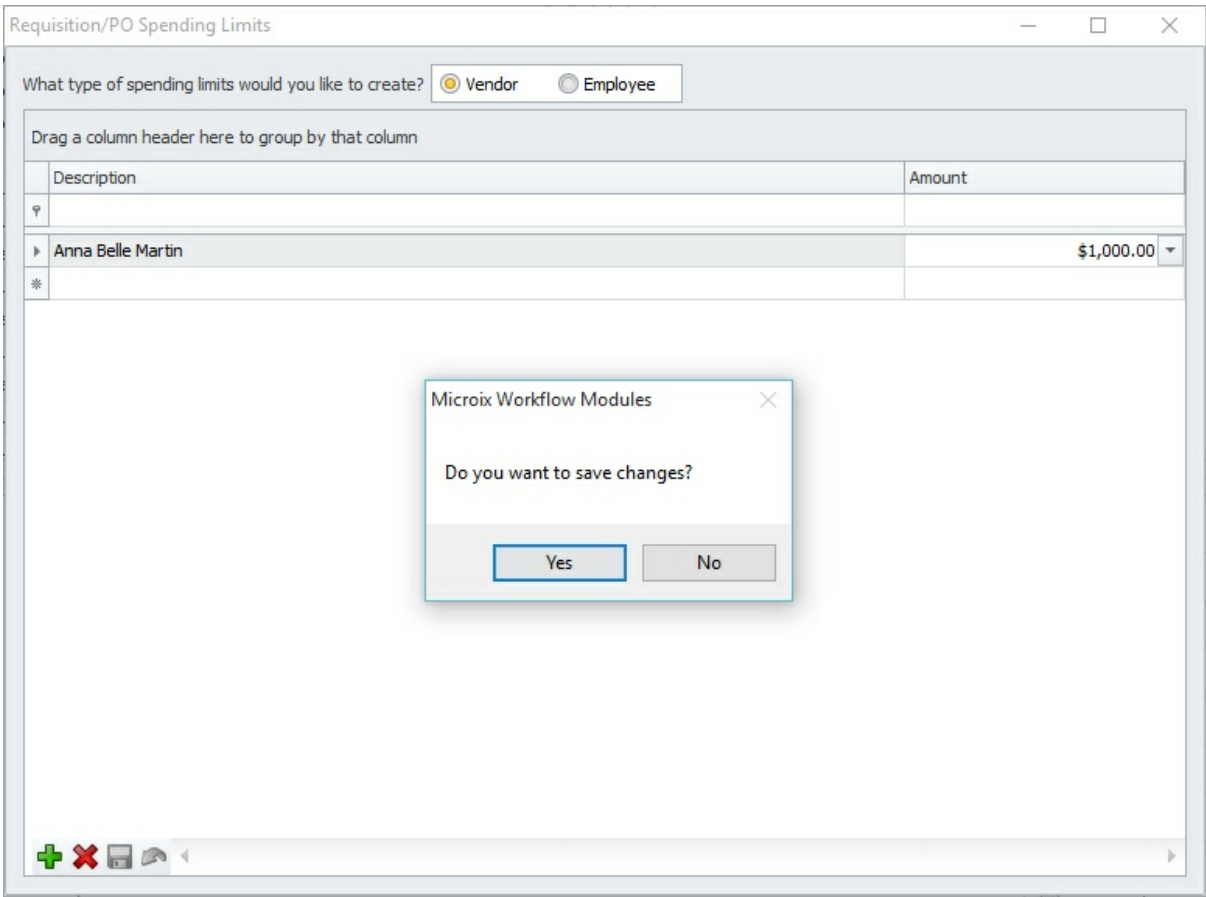 Requisition/PO Spending Limits
What type of spending limits would you like to create? Vendor Employee
Drag a column header here to group by that column
Description Amount
Anna Belle Martin $1,000.00
Microix Workflow Modules
Do you want to save changes?
Yes No